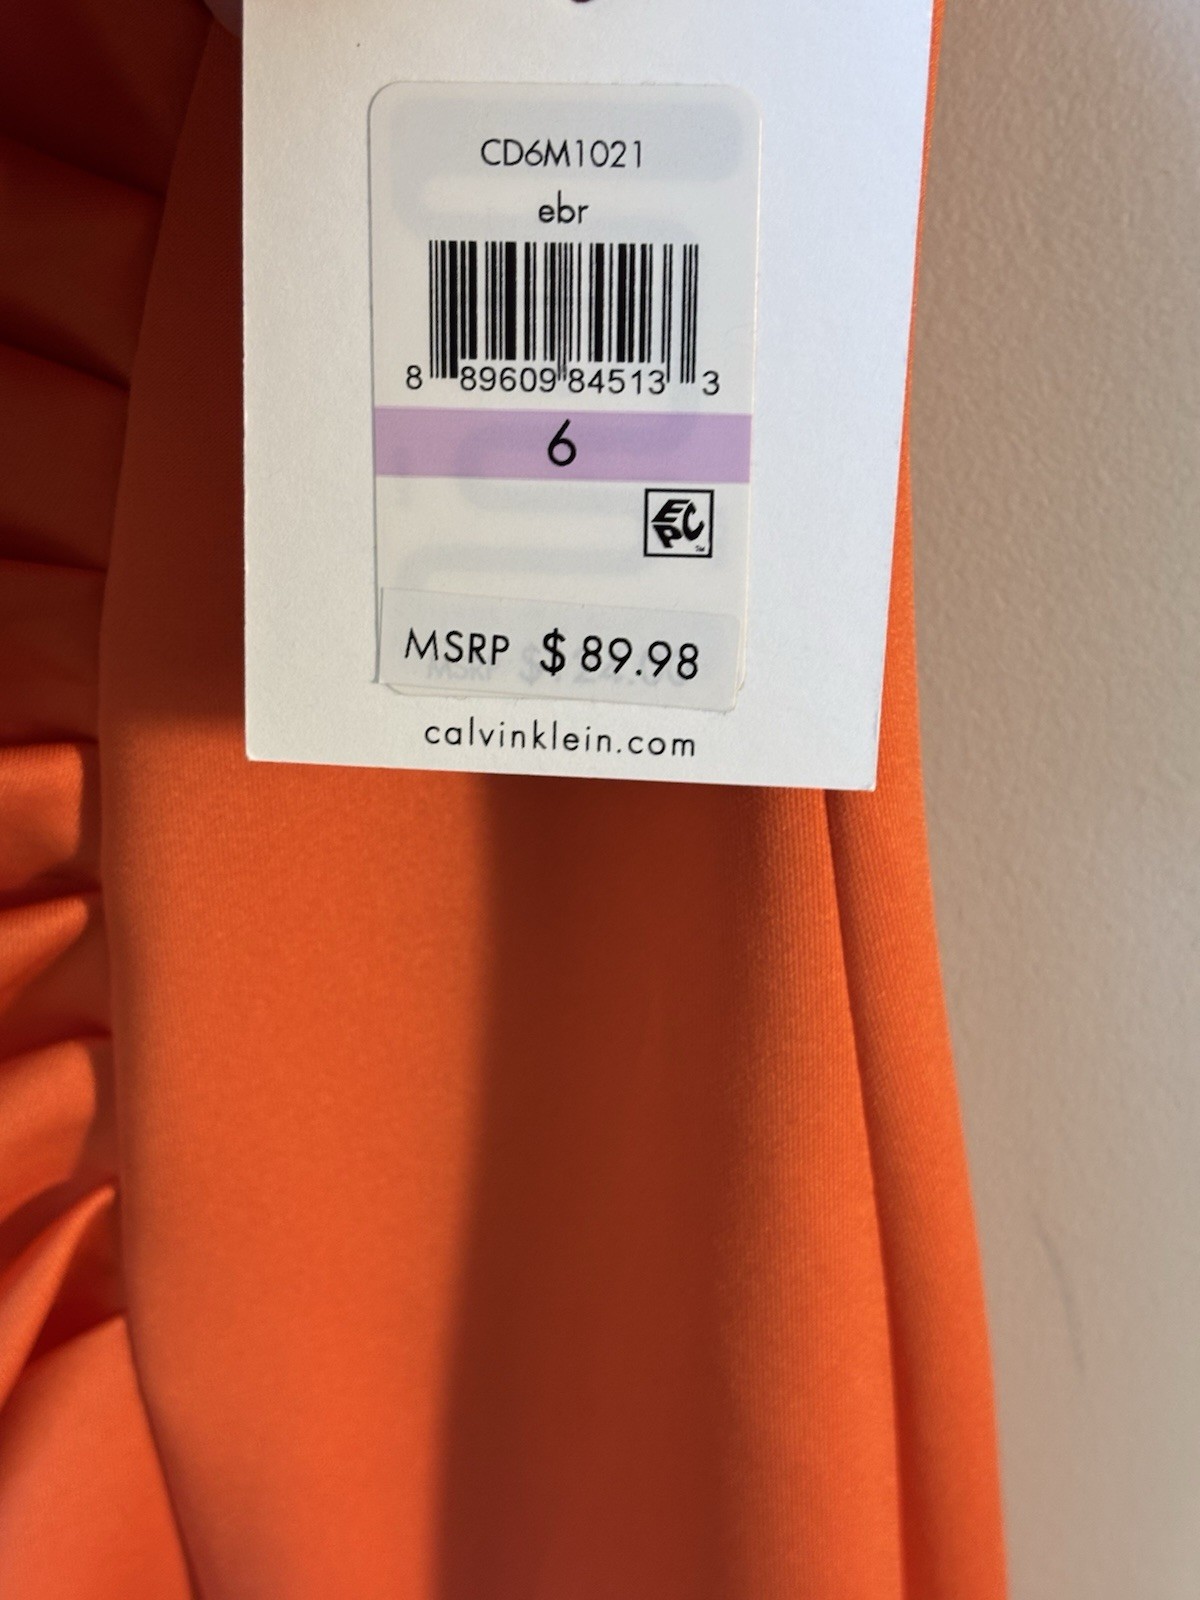 CD6M1021
ebr
8 89609 84513 3
6
EPC
MSRP $ 89.98
calvinklein.com